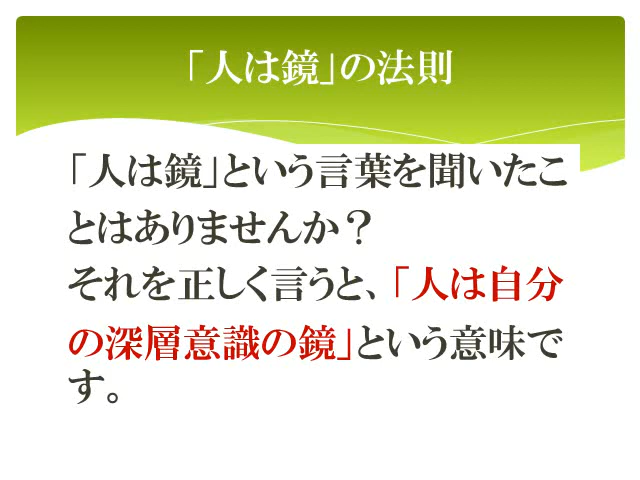 「人は鏡」の法則
「人は鏡」という言葉を聞いたこ
とはありませんか？
それを正しく言うと、「人は自分
の深層意識の鏡」という意味で
す。